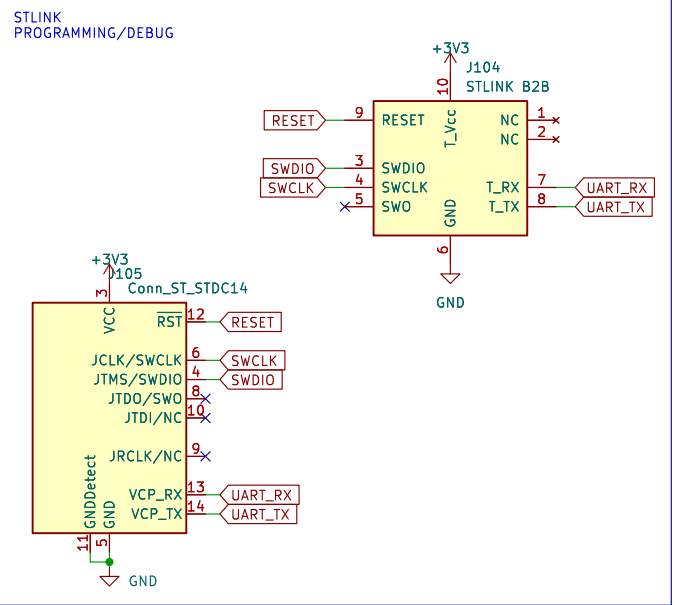 STLINK
PROGRAMMING/DEBUG
+3V3
J104
STLINK B2B
10
T_Vcc
RESET
9
RESET
NC
1
NC
2
SWDIO
3
SWDIO
SWCLK
4
SWCLK
T_RX
7
UART_RX
5
SWO
T_TX
8
UART_TX
GND
6
GND
+3V3
J105
Conn_ST_STDC14
3
VCC
RST
12
RESET
JCLK/SWCLK
6
SWCLK
JTMS/SWDIO
4
SWDIO
JTDO/SWO
8
JTDI/NC
10
JRCLK/NC
9
VCP_RX
13
UART_RX
VCP_TX
14
UART_TX
GNDDetect
GND
11
5
GND